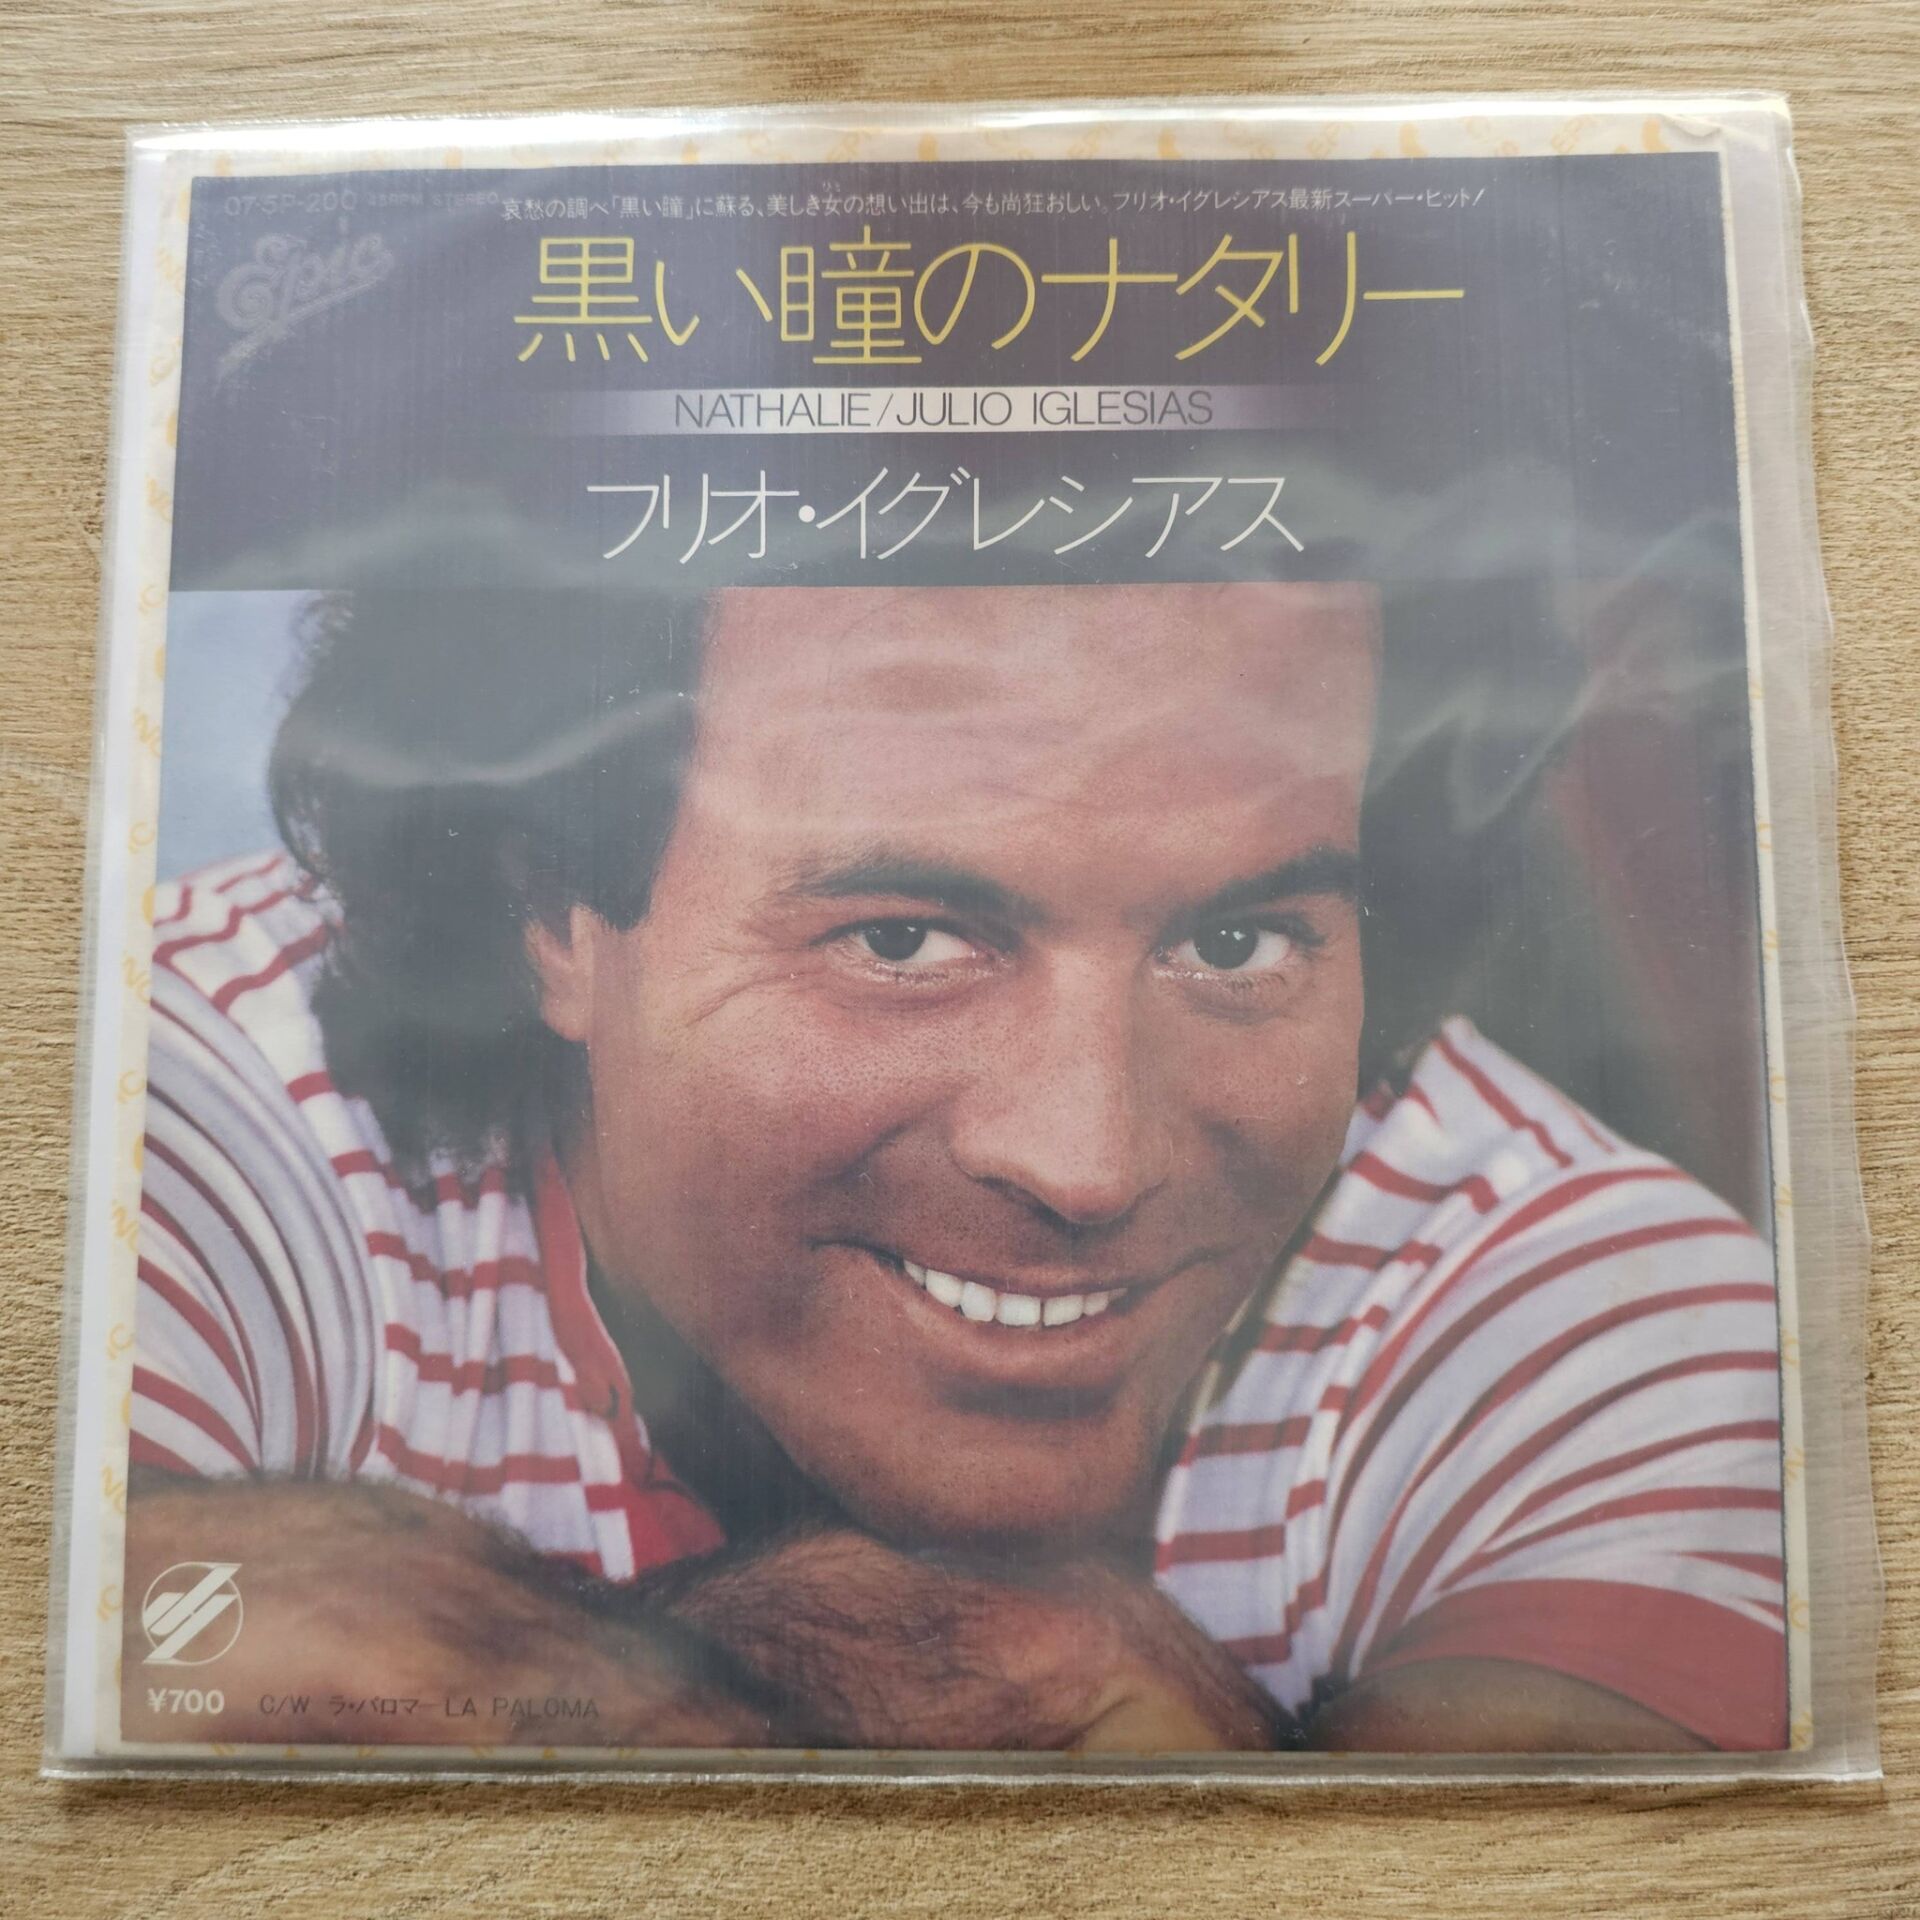 07・5P-200 45RPM STEREO
哀愁の調べ「黒い瞳」に蘇る、美しき女の想い出は、今も尚狂おしい。フリオ・イグレシアス最新スーパー・ヒット!
Epic
黒い瞳のナタリー
NATHALIE/JULIO IGLESIAS
フリオ・イグレシアス
¥700 C/W ラ・パロマ—LA PALOMA